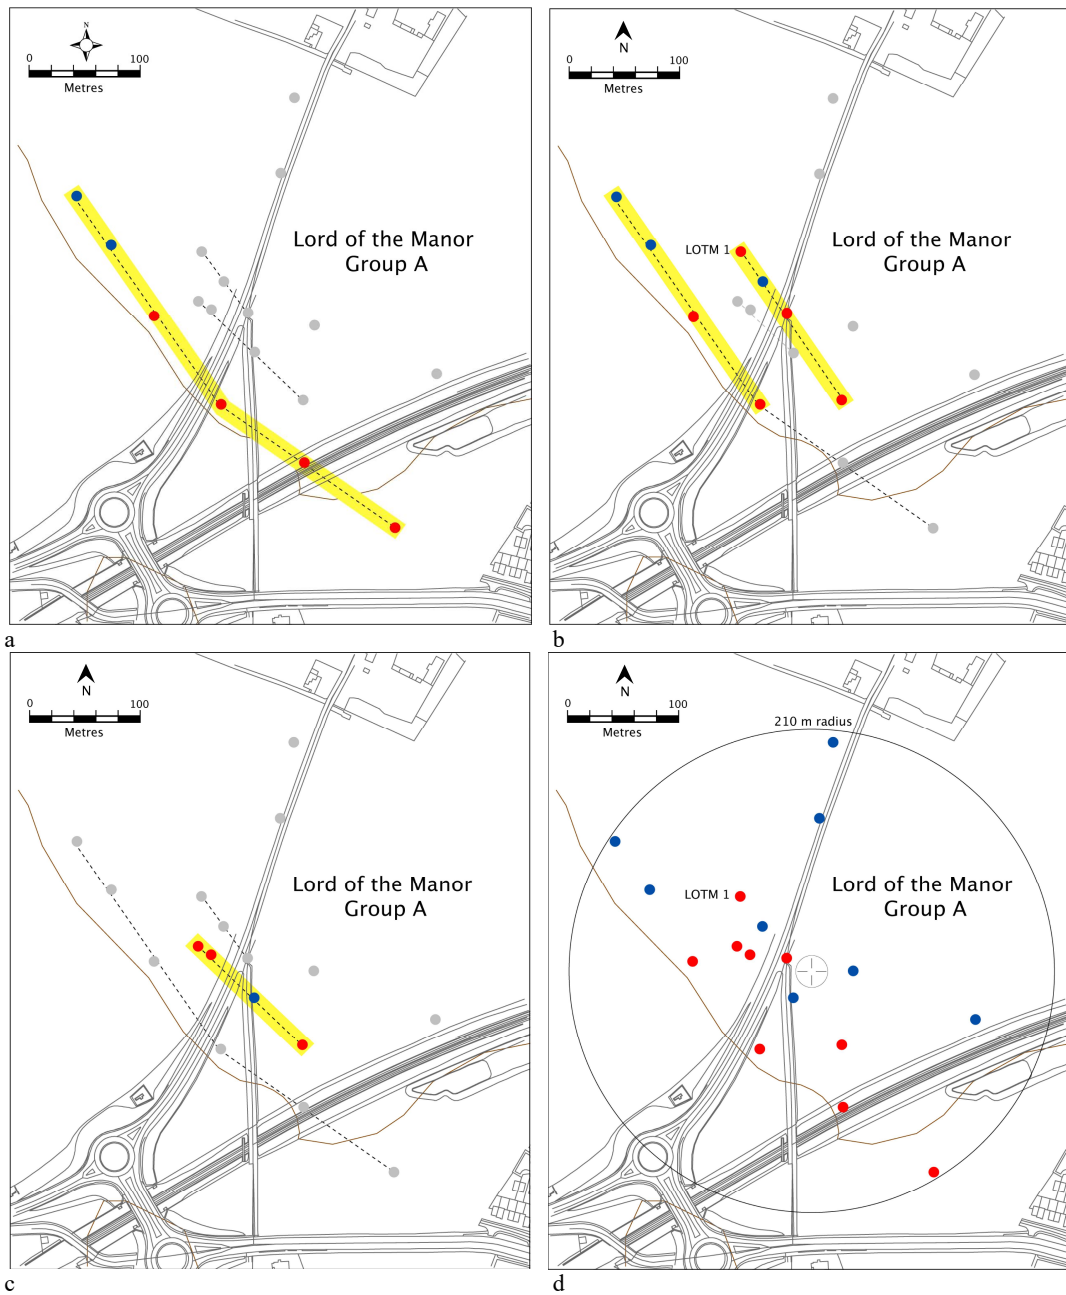 N
0 100
Metres
Lord of the Manor
Group A
a
N
0 100
Metres
LOTM 1
Lord of the Manor
Group A
b
N
0 100
Metres
Lord of the Manor
Group A
c
N
0 100
Metres
210 m radius
LOTM 1
Lord of the Manor
Group A
d